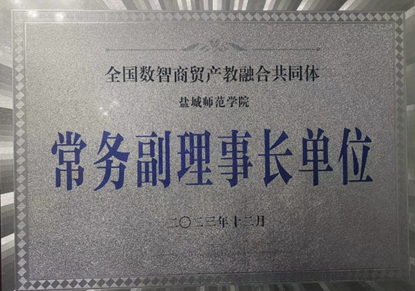 全国数智商贸产教融合共同体
盐城师范学院
常务副理事长单位
二〇二三年十二月